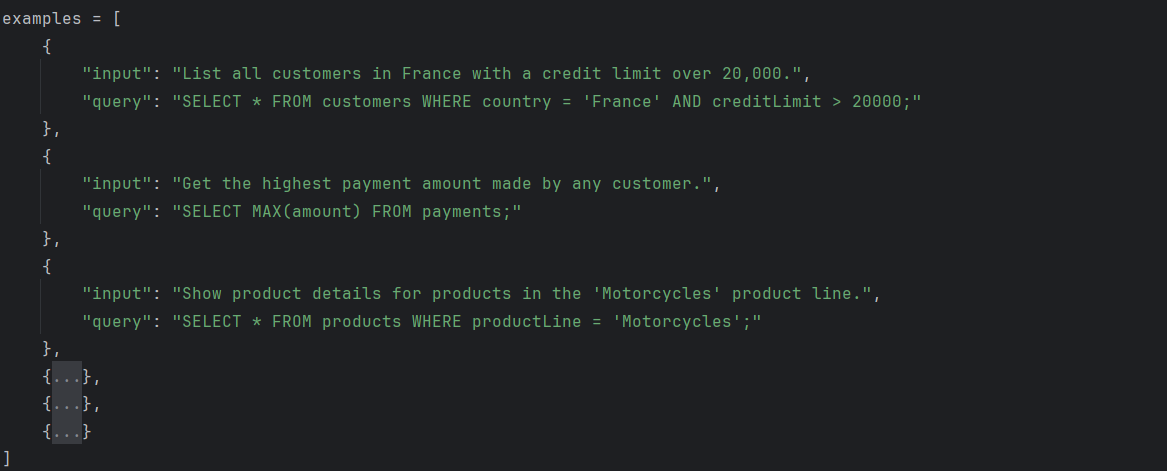 examples = [
    {
        "input": "List all customers in France with a credit limit over 20,000.",
        "query": "SELECT * FROM customers WHERE country = 'France' AND creditLimit > 20000;"
    },
    {
        "input": "Get the highest payment amount made by any customer.",
        "query": "SELECT MAX(amount) FROM payments;"
    },
    {
        "input": "Show product details for products in the 'Motorcycles' product line.",
        "query": "SELECT * FROM products WHERE productLine = 'Motorcycles';"
    },
    {...},
    {...},
    {...}
]